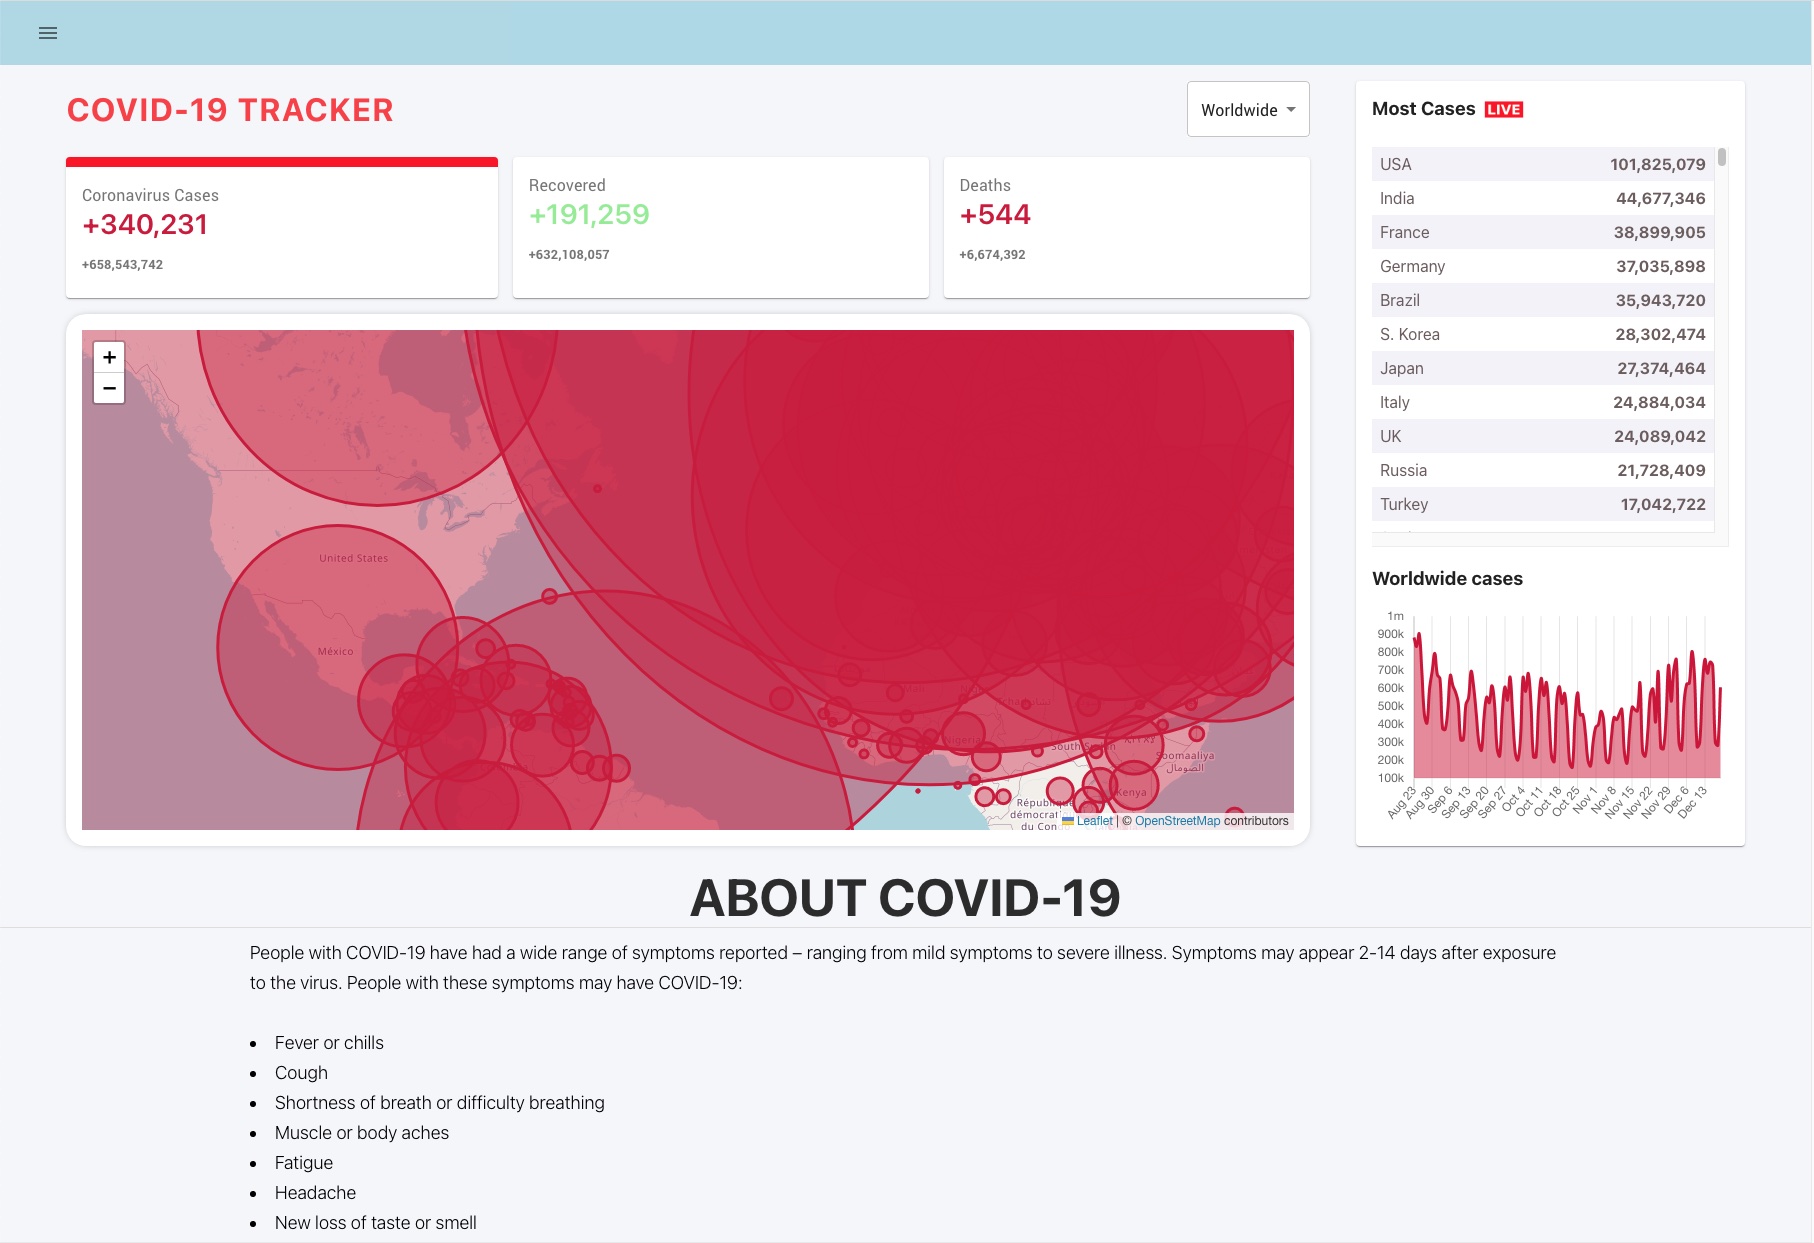 COVID-19 TRACKER
Worldwide
Coronavirus Cases
+340,231
+658,543,742
Recovered
+191,259
+632,108,057
Deaths
+544
+6,674,392
+
−
United States
México
Nigeria
South
Soomaaliya
الصومال
Kenya
République
démocrat
du Con
Leaflet | © OpenStreetMap contributors
Most Cases LIVE
USA 101,825,079
India 44,677,346
France 38,899,905
Germany 37,035,898
Brazil 35,943,720
S. Korea 28,302,474
Japan 27,374,464
Italy 24,884,034
UK 24,089,042
Russia 21,728,409
Turkey 17,042,722
Worldwide cases
1m
900k
800k
700k
600k
500k
400k
300k
200k
100k
Aug 23
Aug 30
Sep 6
Sep 13
Sep 20
Sep 27
Oct 4
Oct 11
Oct 18
Oct 25
Nov 1
Nov 8
Nov 15
Nov 22
Nov 29
Dec 6
Dec 13
ABOUT COVID-19
People with COVID-19 have had a wide range of symptoms reported – ranging from mild symptoms to severe illness. Symptoms may appear 2-14 days after exposure
to the virus. People with these symptoms may have COVID-19:
• Fever or chills
• Cough
• Shortness of breath or difficulty breathing
• Muscle or body aches
• Fatigue
• Headache
• New loss of taste or smell